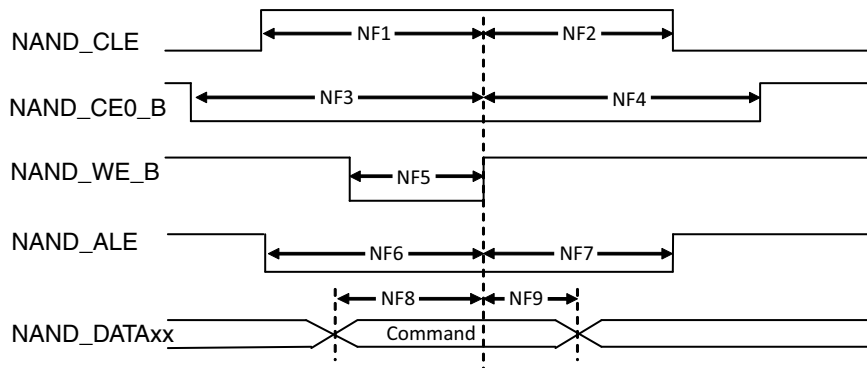 NAND_CLE NF1 NF2
NAND_CE0_B NF3 NF4
NAND_WE_B NF5
NAND_ALE NF6 NF7
NF8 NF9
NAND_DATAxx Command